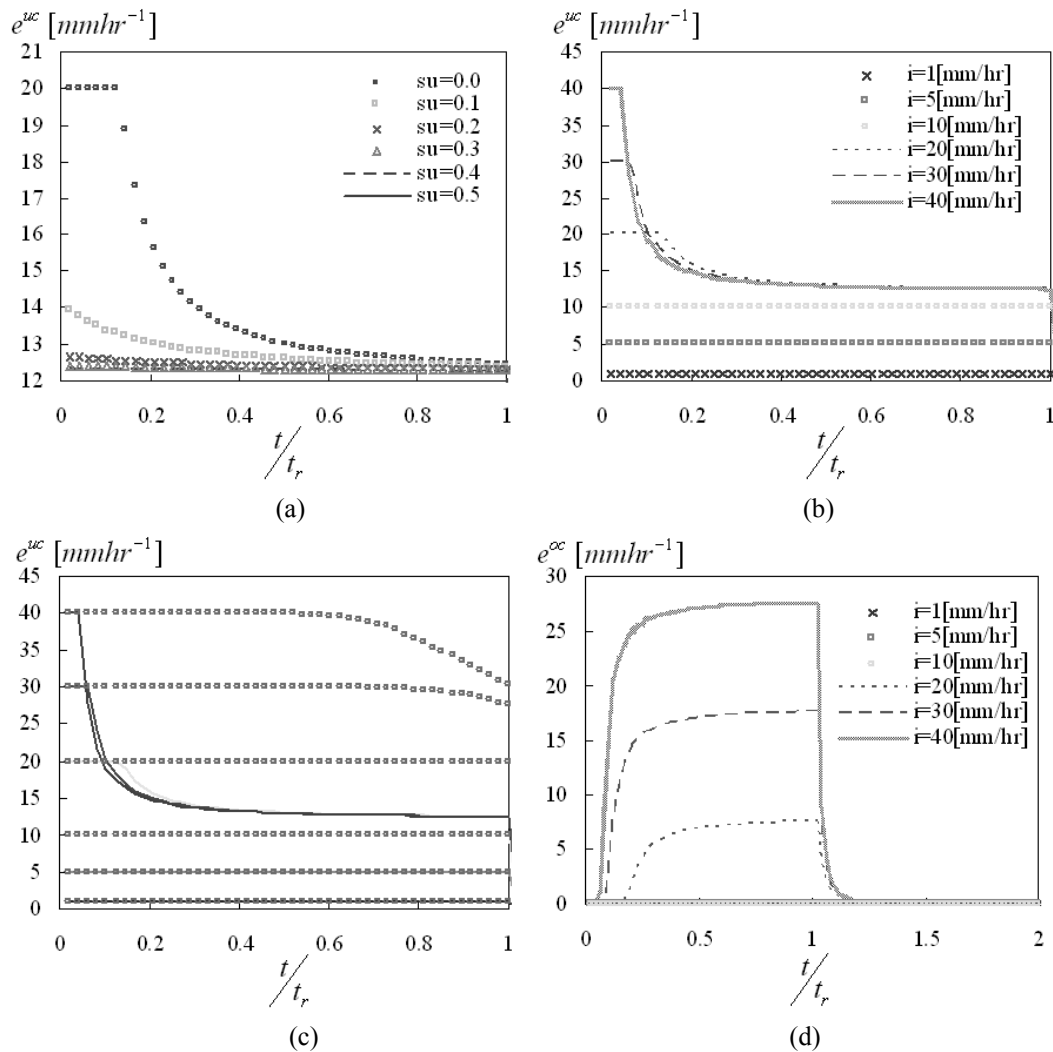 e^{uc} [mmhr^{-1}]
21
20
19
18
17
16
15
14
13
12
0
0.2
0.4
0.6
0.8
1
t/t_r
su=0.0
su=0.1
su=0.2
su=0.3
su=0.4
su=0.5
(a)
e^{uc} [mmhr^{-1}]
45
40
35
30
25
20
15
10
5
0
0
0.2
0.4
0.6
0.8
1
t/t_r
i=1[mm/hr]
i=5[mm/hr]
i=10[mm/hr]
i=20[mm/hr]
i=30[mm/hr]
i=40[mm/hr]
(b)
e^{uc} [mmhr^{-1}]
45
40
35
30
25
20
15
10
5
0
0
0.2
0.4
0.6
0.8
1
t/t_r
(c)
e^{oc} [mmhr^{-1}]
30
25
20
15
10
5
0
0
0.5
1
1.5
2
t/t_r
i=1[mm/hr]
i=5[mm/hr]
i=10[mm/hr]
i=20[mm/hr]
i=30[mm/hr]
i=40[mm/hr]
(d)